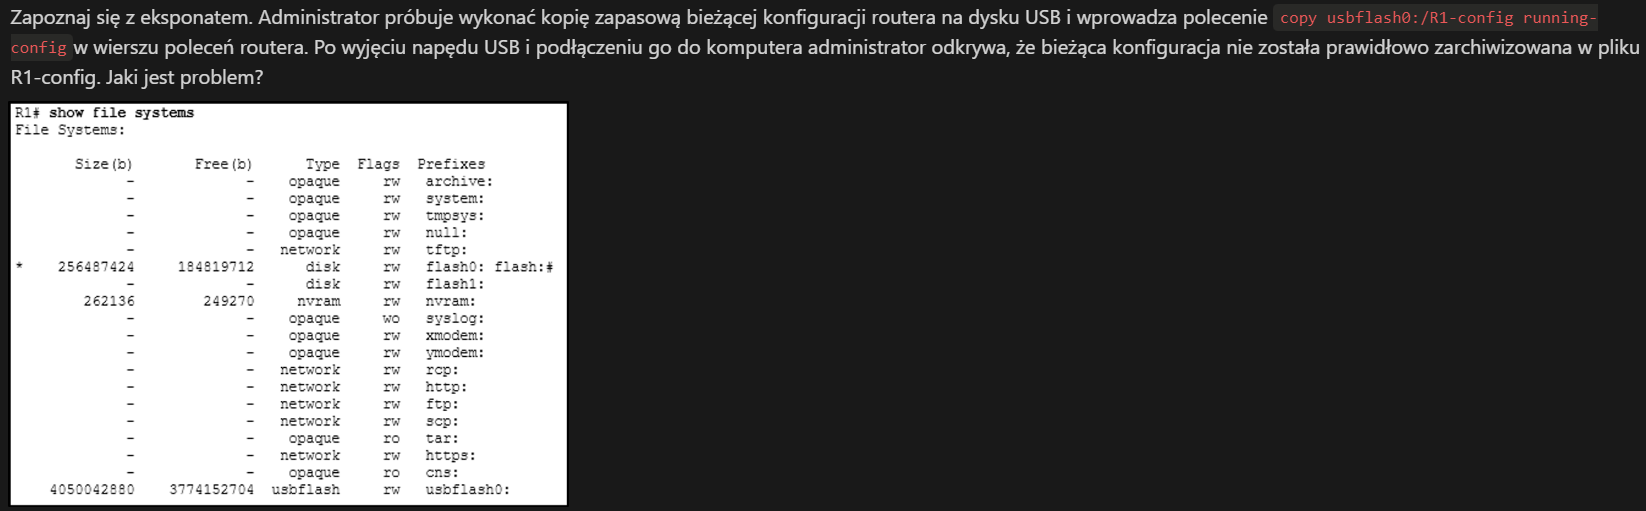 Zapoznaj się z eksponatem. Administrator próbuje wykonać kopię zapasową bieżącej konfiguracji routera na dysku USB i wprowadza polecenie copy usbflash0:/R1-config running-
config w wierszu poleceń routera. Po wyjęciu napędu USB i podłączeniu go do komputera administrator odkrywa, że bieżąca konfiguracja nie została prawidłowo zarchiwizowana w pliku
R1-config. Jaki jest problem?
R1# show file systems
File Systems:
Size(b) Free(b) Type Flags Prefixes
- - opaque rw archive:
- - opaque rw system:
- - opaque rw tmpsys:
- - opaque rw null:
- - network rw tftp:
* 256487424 184819712 disk rw flash0: flash:#
- - disk rw flash1:
262136 249270 nvram rw nvram:
- - opaque wo syslog:
- - opaque rw xmodem:
- - opaque rw ymodem:
- - network rw rcp:
- - network rw http:
- - network rw ftp:
- - network rw scp:
- - opaque ro tar:
- - network rw https:
- - opaque ro cns:
4050042880 3774152704 usbflash rw usbflash0: